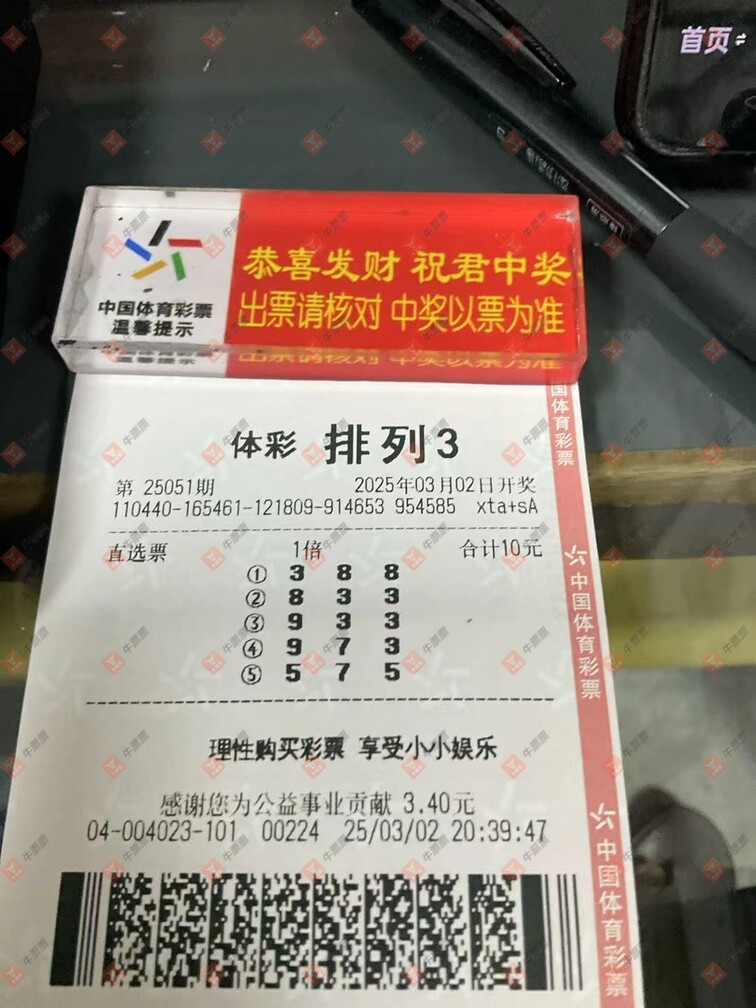 首页
中国体育彩票
温馨提示
恭喜发财 祝君中奖
出票请核对 中奖以票为准
体彩 排列3
第 25051期 2025年03月02日开奖
110440-165461-121809-914653 954585 xta+sA
直选票 1倍 合计10元
① 3 8 8
② 8 3 3
③ 9 3 3
④ 9 7 3
⑤ 5 7 5
理性购买彩票 享受小小娱乐
感谢您为公益事业贡献 3.40元
04-004023-101 00224 25/03/02 20:39:47
国体育彩票
中国体育彩票
中国体育彩票
牛票票